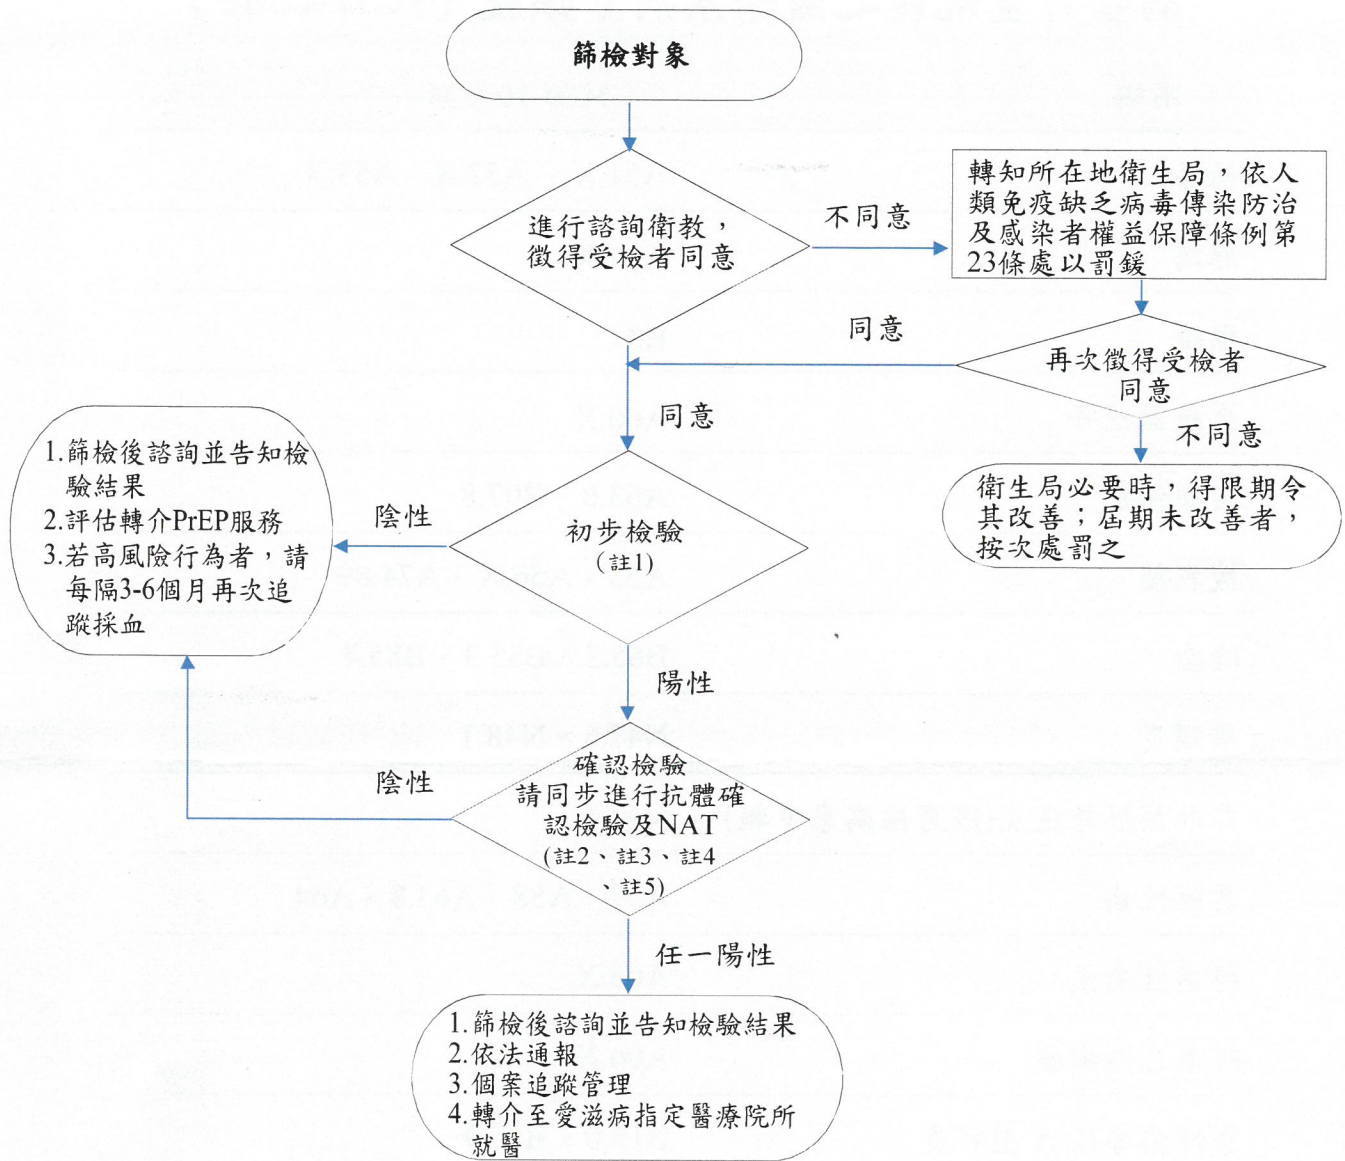 篩檢對象
進行諮詢衛教，
徵得受檢者同意
不同意
轉知所在地衛生局，依人
類免疫缺乏病毒傳染防治
及感染者權益保障條例第
23條處以罰鍰
同意
再次徵得受檢者
同意
不同意
衛生局必要時，得限期令
其改善；屆期未改善者，
按次處罰之
同意
初步檢驗
(註1)
陰性
1.篩檢後諮詢並告知檢
驗結果
2.評估轉介PrEP服務
3.若高風險行為者，請
每隔3-6個月再次追
蹤採血
陽性
確認檢驗
請同步進行抗體確
認檢驗及NAT
(註2、註3、註4
、註5)
陰性
任一陽性
1.篩檢後諮詢並告知檢驗結果
2.依法通報
3.個案追蹤管理
4.轉介至愛滋病指定醫療院所
就醫